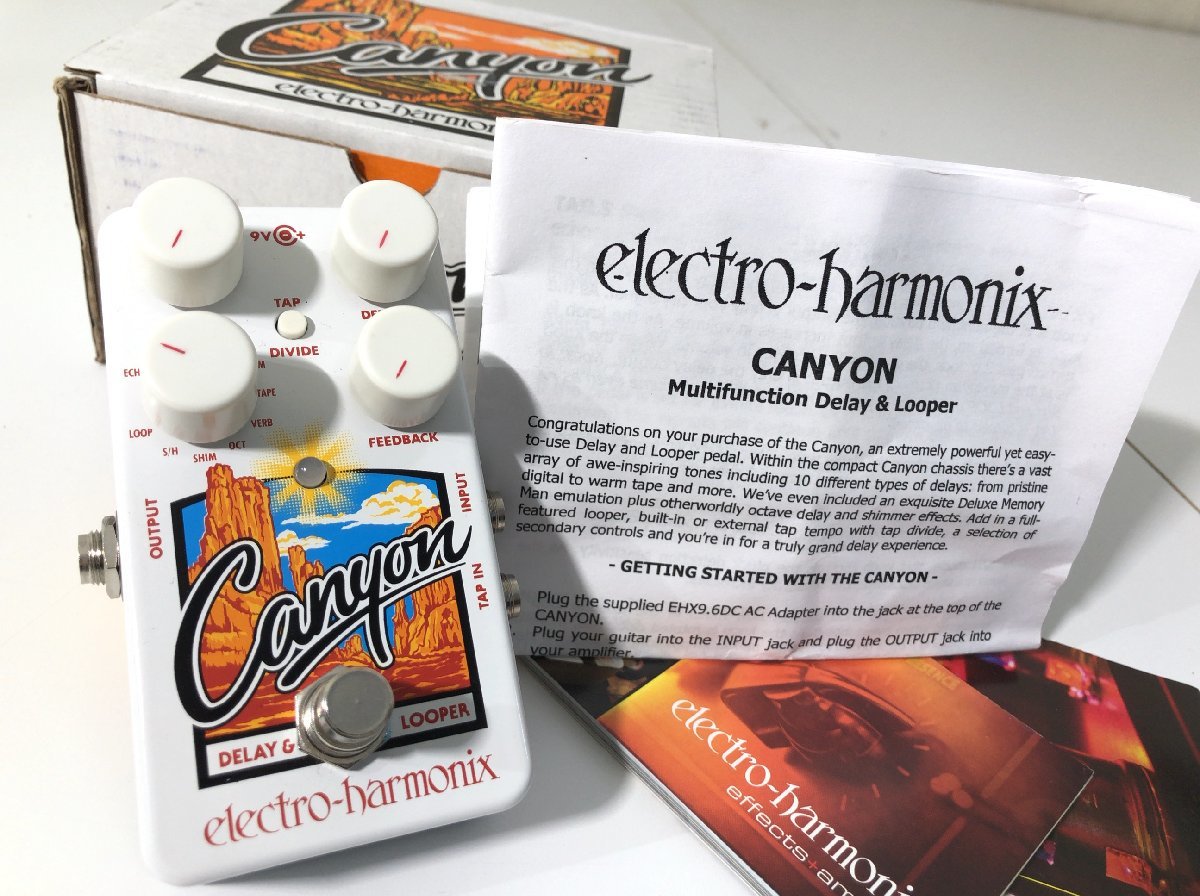 Canyon
electro-harmon
9V
TAP
DIVIDE
DE
ECH
M
TAPE
LOOP
VERB
S/H
OCT
SHIM
FEEDBACK
OUTPUT
INPUT
TAP IN
Canyon
DELAY &
LOOPER
electro-harmonix
electro-harmonix
CANYON
Multifunction Delay & Looper
Congratulations on your purchase of the Canyon, an extremely powerful yet easy-
to-use Delay and Looper pedal. Within the compact Canyon chassis there's a vast
array of awe-inspiring tones including 10 different types of delays: from pristine
digital to warm tape and more. We've even included an exquisite Deluxe Memory
Man emulation plus otherworldly octave delay and shimmer effects. Add in a full-
featured looper, built-in or external tap tempo with tap divide, a selection of
secondary controls and you're in for a truly grand delay experience.
- GETTING STARTED WITH THE CANYON -
Plug the supplied EHX9.6DC AC Adapter into the jack at the top of the
CANYON.
Plug your guitar into the INPUT jack and plug the OUTPUT jack into
your amplifier.
electro-harmoni
effects+am